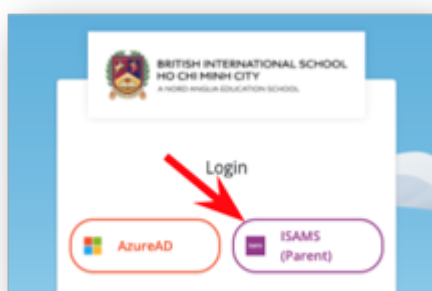 BRITISH INTERNATIONAL SCHOOL
HO CHI MINH CITY
A NORD ANGLIA EDUCATION SCHOOL
Login
AzureAD
ISAMS
(Parent)